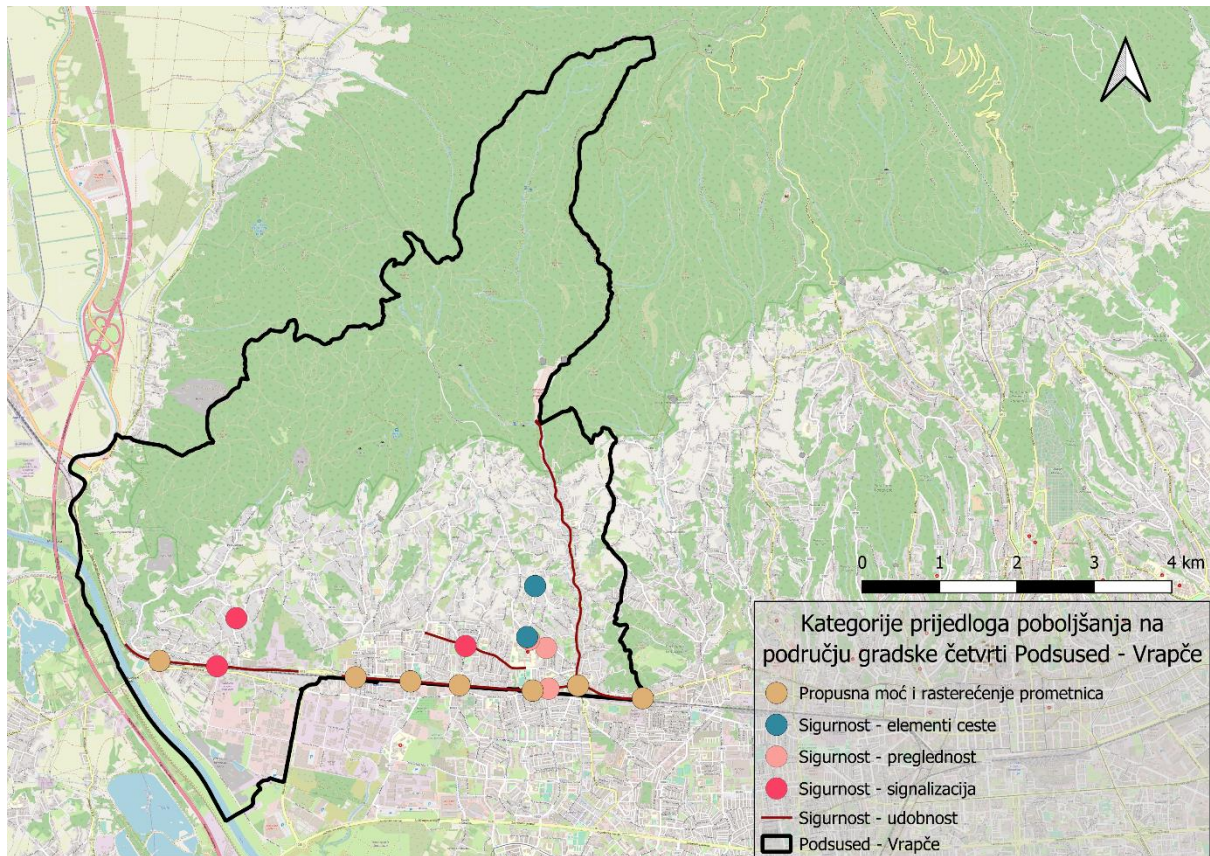 0 1 2 3 4 km
Kategorije prijedloga poboljšanja na
području gradske četvrti Podsused - Vrapče
Propusna moć i rasterećenje prometnica
Sigurnost - elementi ceste
Sigurnost - preglednost
Sigurnost - signalizacija
Sigurnost - udobnost
Podsused - Vrapče